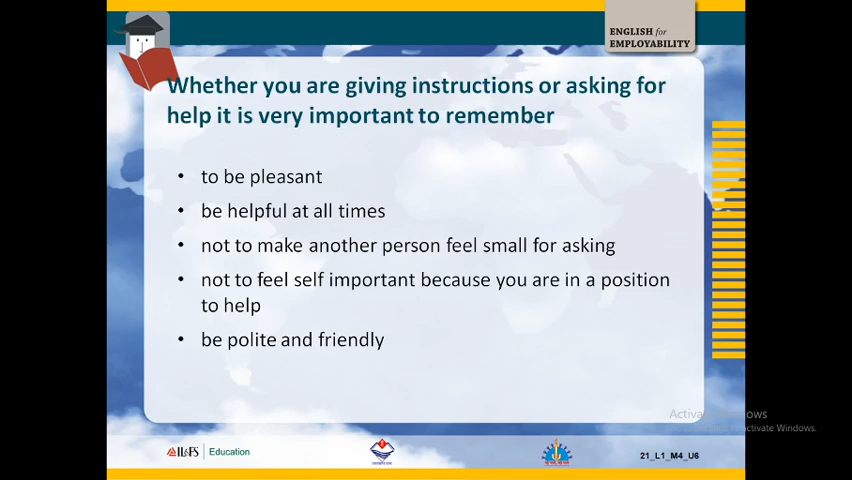 ENGLISH for
EMPLOYABILITY
Whether you are giving instructions or asking for
help it is very important to remember
• to be pleasant
• be helpful at all times
• not to make another person feel small for asking
• not to feel self important because you are in a position
to help
• be polite and friendly
IL&FS Education
21_L1_M4_U6
activate Windows.